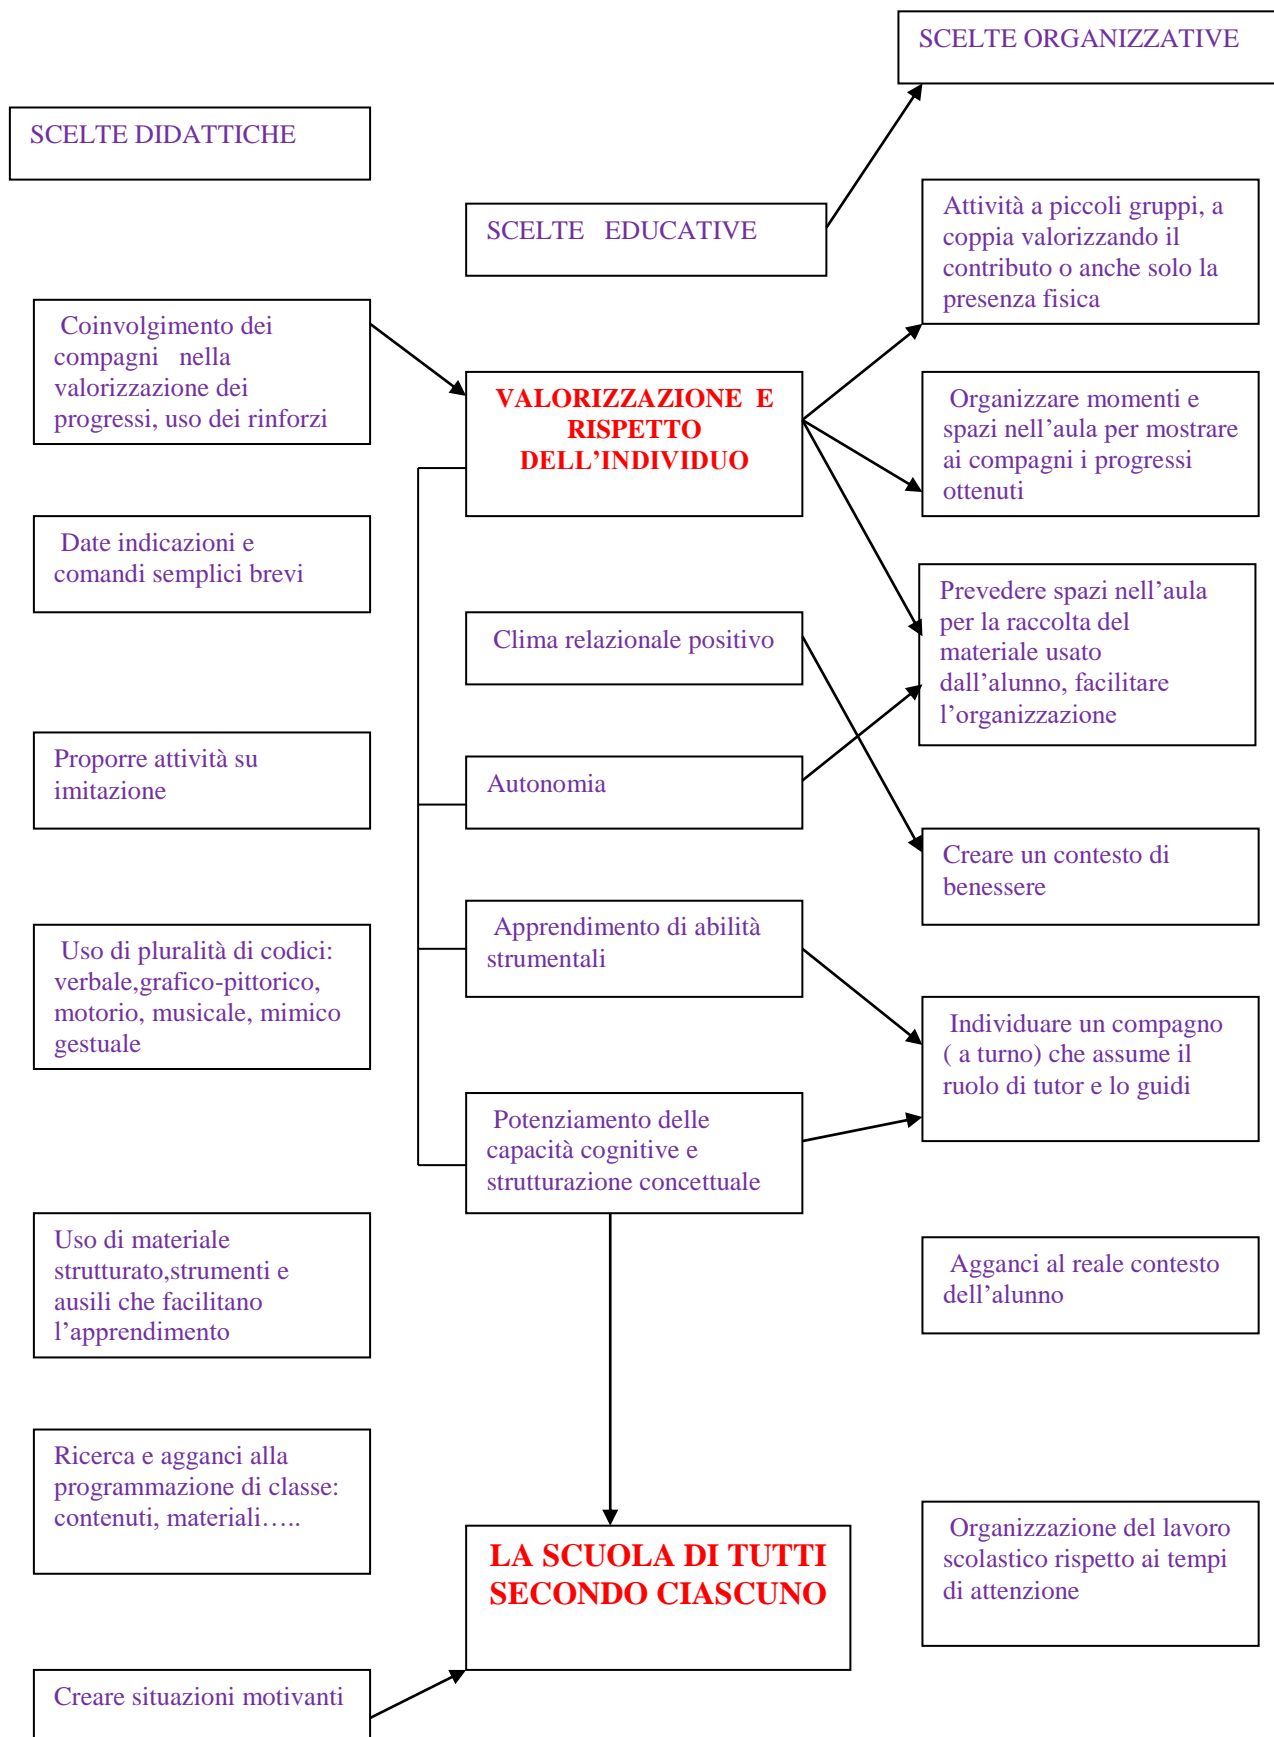 SCELTE ORGANIZZATIVE
SCELTE DIDATTICHE
SCELTE EDUCATIVE
Attività a piccoli gruppi, a
coppia valorizzando il
contributo o anche solo la
presenza fisica
Coinvolgimento dei
compagni nella
valorizzazione dei
progressi, uso dei rinforzi
VALORIZZAZIONE E
RISPETTO
DELL’INDIVIDUO
Organizzare momenti e
spazi nell’aula per mostrare
ai compagni i progressi
ottenuti
Date indicazioni e
comandi semplici brevi
Clima relazionale positivo
Prevedere spazi nell’aula
per la raccolta del
materiale usato
dall’alunno, facilitare
l’organizzazione
Proporre attività su
imitazione
Autonomia
Creare un contesto di
benessere
Uso di pluralità di codici:
verbale,grafico-pittorico,
motorio, musicale, mimico
gestuale
Apprendimento di abilità
strumentali
Individuare un compagno
( a turno) che assume il
ruolo di tutor e lo guidi
Potenziamento delle
capacità cognitive e
strutturazione concettuale
Uso di materiale
strutturato,strumenti e
ausili che facilitano
l’apprendimento
Agganci al reale contesto
dell’alunno
Ricerca e agganci alla
programmazione di classe:
contenuti, materiali…..
LA SCUOLA DI TUTTI
SECONDO CIASCUNO
Organizzazione del lavoro
scolastico rispetto ai tempi
di attenzione
Creare situazioni motivanti